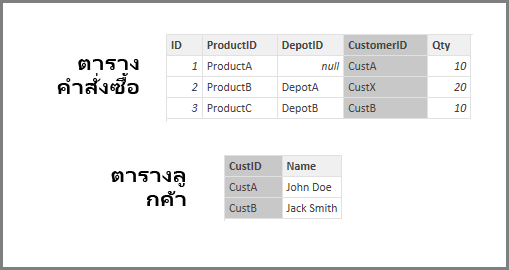 ตาราง
คำสั่งซื้อ
ID ProductID DepotID CustomerID Qty
1 ProductA null CustA 10
2 ProductB DepotA CustX 20
3 ProductC DepotB CustB 10
ตารางลู
กค้า
CustID Name
CustA John Doe
CustB Jack Smith